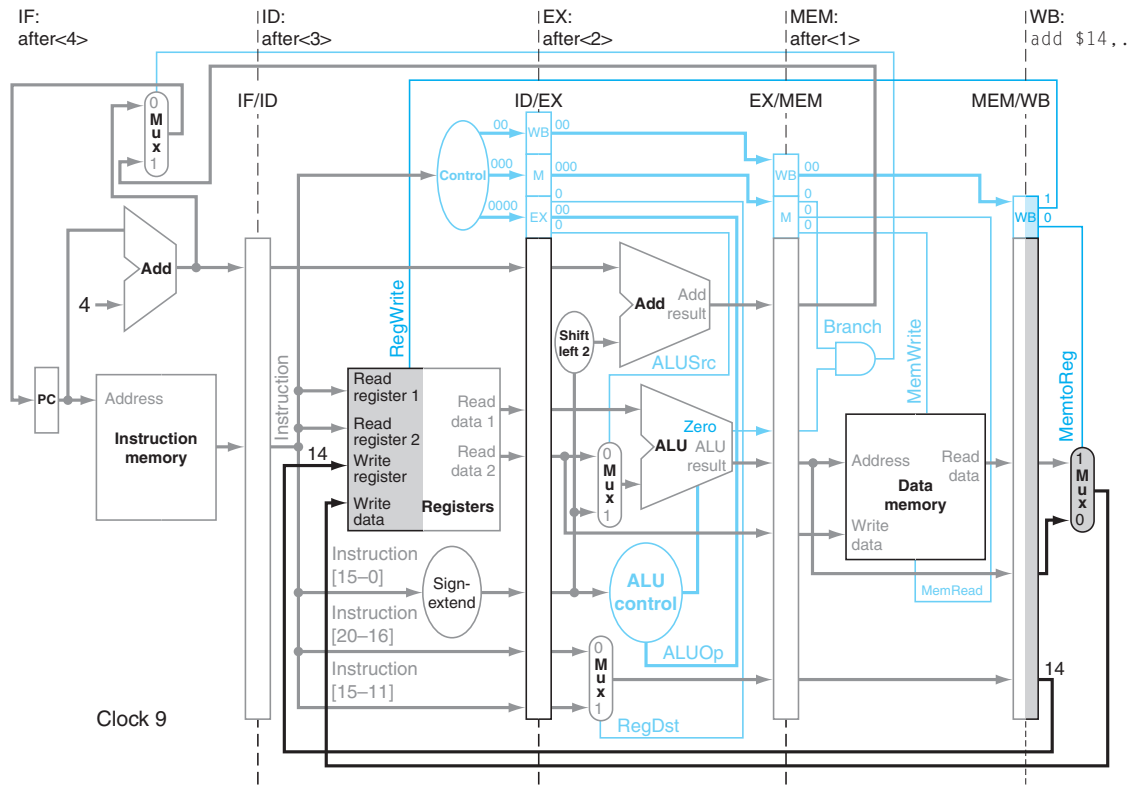 IF:
after<4>
ID:
after<3>
EX:
after<2>
MEM:
after<1>
WB:
add $14,.
IF/ID
ID/EX
EX/MEM
MEM/WB
0
Mux
1
Control
00
000
0000
WB
M
EX
00
000
0
00
0
WB
M
00
0
0
0
WB
1
0
Add
4
RegWrite
Shift
left 2
Add
Add
result
ALUSrc
Branch
MemWrite
MemtoReg
PC
Address
Instruction
memory
Instruction
Read
register 1
Read
register 2
Write
register
Write
data
Registers
Read
data 1
Read
data 2
14
0
Mux
1
Zero
ALU
ALU
result
Address
Write
data
Data
memory
Read
data
1
Mux
0
Instruction
[15–0]
Sign-
extend
ALU
control
MemRead
Instruction
[20–16]
ALUOp
Instruction
[15–11]
0
Mux
1
RegDst
14
Clock 9